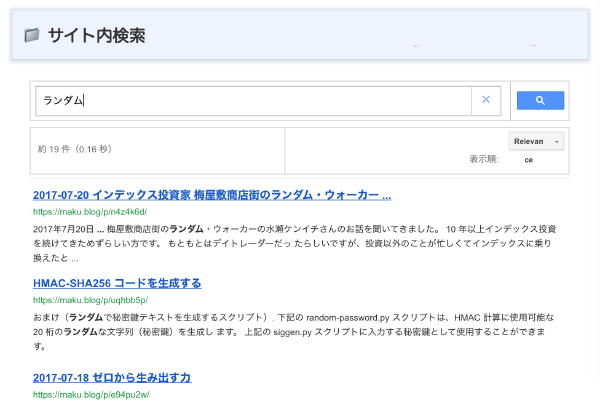 サイト内検索
ランダム
約 19 件（0.16 秒）
Relevan
表示順:
ce
2017-07-20 インデックス投資家 梅屋敷商店街のランダム・ウォーカー ...
https://maku.blog/p/n4z4k6d/
2017年7月20日 ... 梅屋敷商店街のランダム・ウォーカーの水瀬ケンイチさんのお話を聞いてきました。 10 年以上インデックス投資
を続けてきためずらしい方です。 もともとはデイトレーダーだっ たらしいですが、投資以外のことが忙しくてインデックスに乗り
換えたと ...
HMAC-SHA256 コードを生成する
https://maku.blog/p/uqhbb5p/
おまけ（ランダムで秘密鍵テキストを生成するスクリプト）. 下記の random-password.py スクリプトは、HMAC 計算に使用可能な
20 桁のランダムな文字列（秘密鍵）を生成し ます。 上記の siggen.py スクリプトに入力する秘密鍵として使用することができま
す。
2017-07-18 ゼロから生み出す力
https://maku.blog/p/e94pu2w/